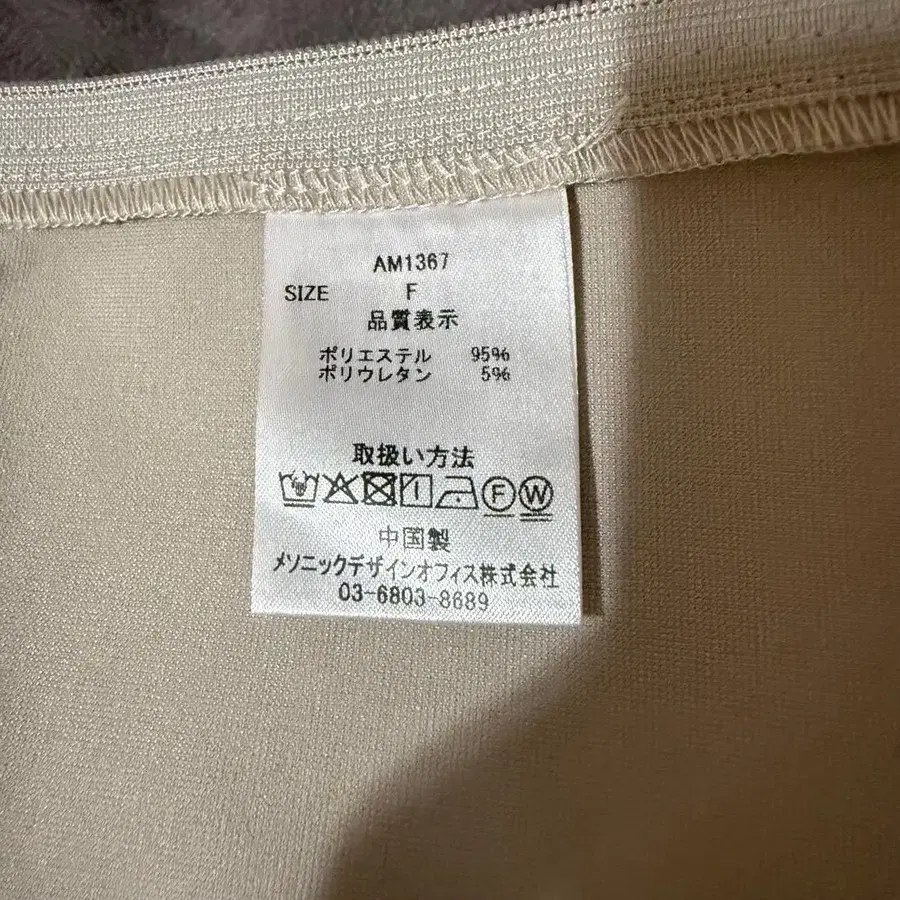 AM1367
SIZE F
品質表示
ポリエステル 95%
ポリウレタン 5%
取扱い方法
F W
中国製
メソニックデザインオフィス株式会社
03-6803-8689